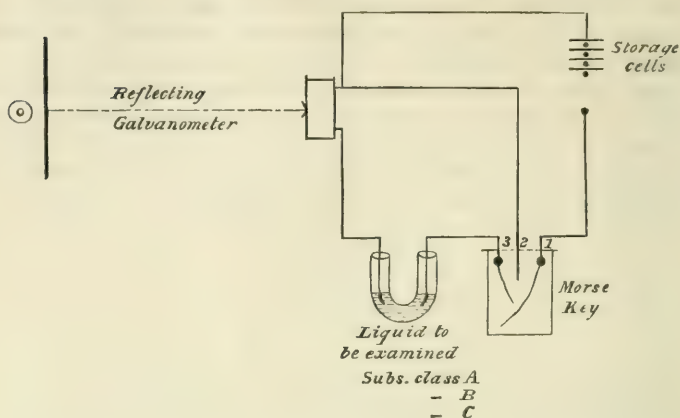 Storage
cells
Reflecting
Galvanometer
3 2 1
Morse
Key
Liquid to
be examined
Subs. class A
- B
= C